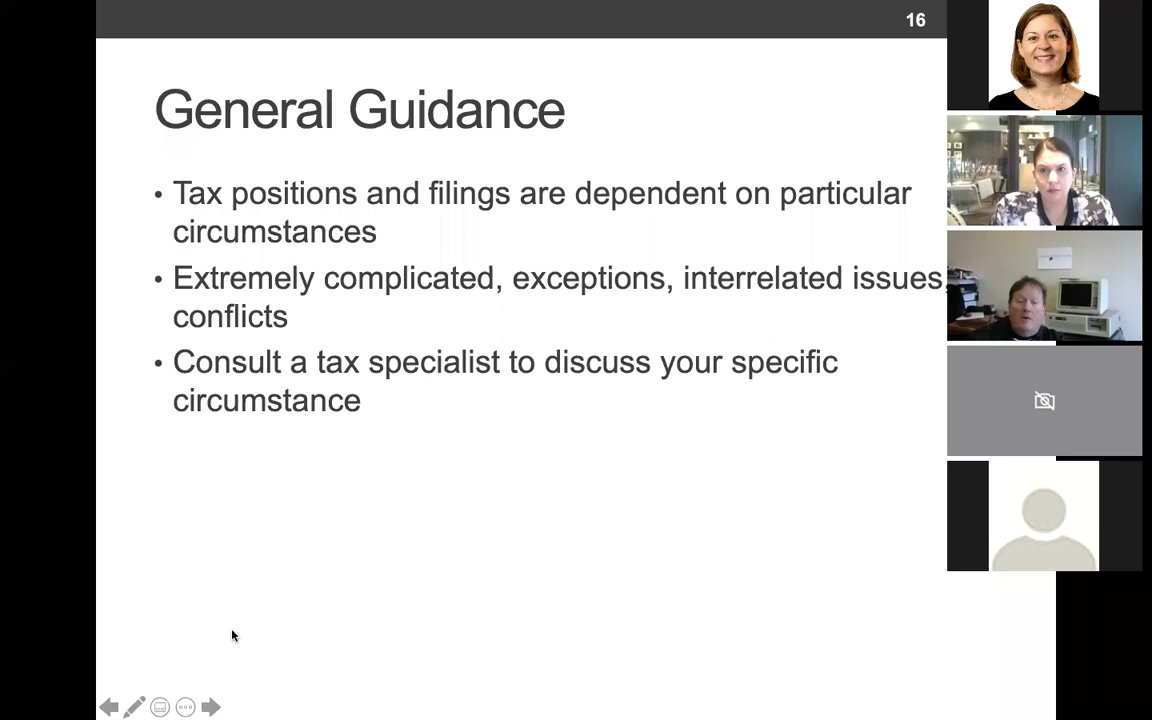 16
General Guidance
• Tax positions and filings are dependent on particular
circumstances
• Extremely complicated, exceptions, interrelated issues,
conflicts
• Consult a tax specialist to discuss your specific
circumstance